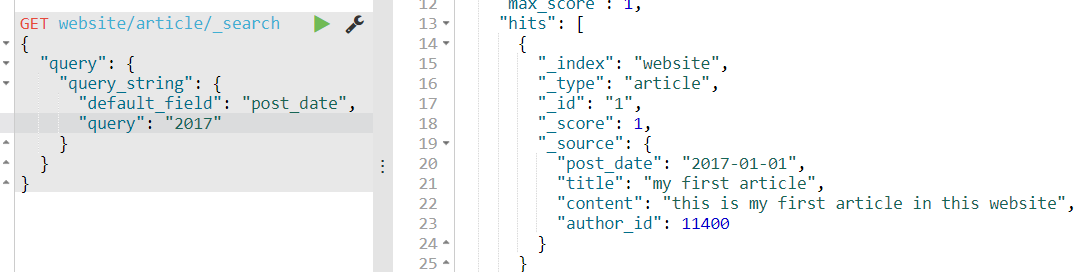 GET website/article/_search
{
"query": {
"query_string": {
"default_field": "post_date",
"query": "2017"
}
}
}
12 "max_score": 1,
13 "hits": [
14 {
15 "_index": "website",
16 "_type": "article",
17 "_id": "1",
18 "_score": 1,
19 "_source": {
20 "post_date": "2017-01-01",
21 "title": "my first article",
22 "content": "this is my first article in this website",
23 "author_id": 11400
24 }
25 }